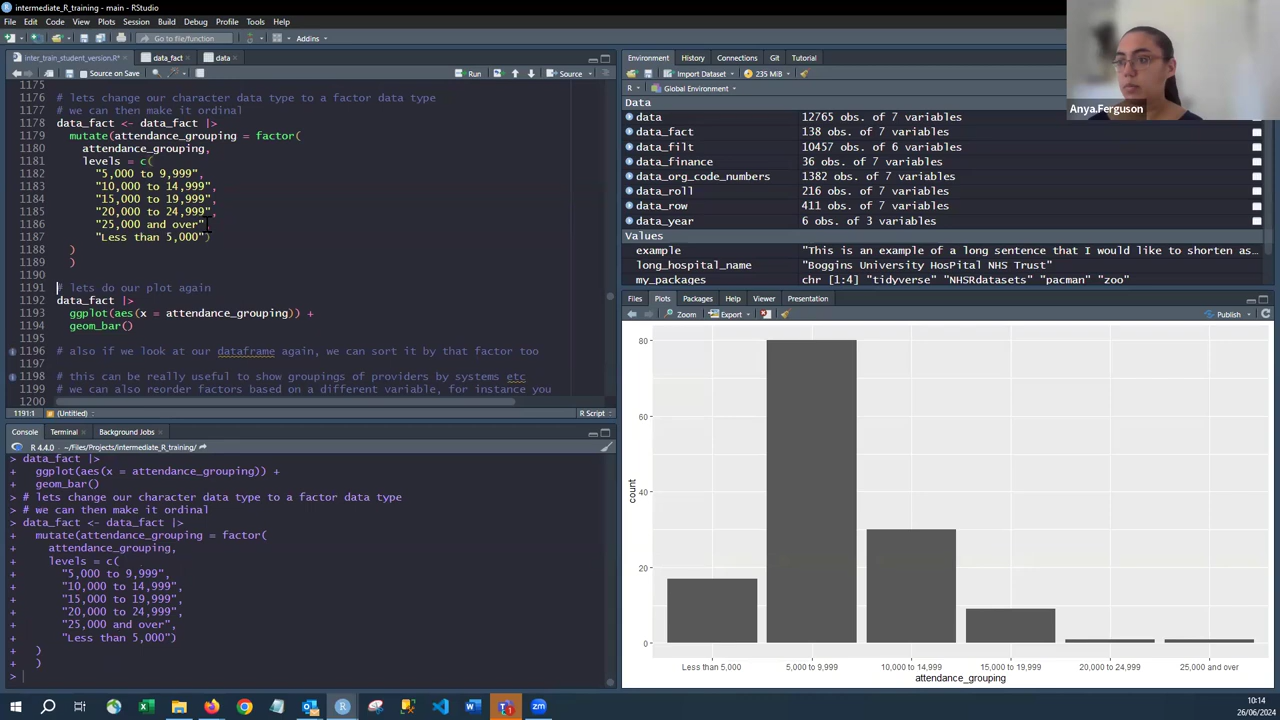 intermediate_R_training - main - RStudio
File Edit Code View Plots Session Build Debug Profile Tools Help
Go to file/function Addins
inter_train_student_version.R* data_fact data
Source on Save Run Source
1175
1176 # lets change our character data type to a factor data type
1177 # we can then make it ordinal
1178 data_fact <- data_fact |>
1179 mutate(attendance_grouping = factor(
1180 attendance_grouping,
1181 levels = c(
1182 "5,000 to 9,999",
1183 "10,000 to 14,999",
1184 "15,000 to 19,999",
1185 "20,000 to 24,999",
1186 "25,000 and over",
1187 "Less than 5,000")
1188 )
1189 )
1190
1191 # lets do our plot again
1192 data_fact |>
1193 ggplot(aes(x = attendance_grouping)) +
1194 geom_bar()
1195
1196 # also if we look at our dataframe again, we can sort it by that factor too
1197
1198 # this can be really useful to show groupings of providers by systems etc
1199 # we can also reorder factors based on a different variable, for instance you
1200
1191:1 (Untitled) R Script
Console Terminal Background Jobs
R 4.4.0 · ~/Files/Projects/intermediate_R_training/
> data_fact |>
+ ggplot(aes(x = attendance_grouping)) +
+ geom_bar()
> # lets change our character data type to a factor data type
> # we can then make it ordinal
> data_fact <- data_fact |>
+ mutate(attendance_grouping = factor(
+ attendance_grouping,
+ levels = c(
+ "5,000 to 9,999",
+ "10,000 to 14,999",
+ "15,000 to 19,999",
+ "20,000 to 24,999",
+ "25,000 and over",
+ "Less than 5,000")
+ )
+ )
>
Environment History Connections Git Tutorial
Import Dataset 235 MiB
R Global Environment
Data
data 12765 obs. of 7 variables
data_fact 138 obs. of 7 variables
data_filt 10457 obs. of 6 variables
data_finance 36 obs. of 7 variables
data_org_code_numbers 1382 obs. of 7 variables
data_roll 216 obs. of 7 variables
data_row 411 obs. of 7 variables
data_year 6 obs. of 3 variables
Values
example "This is an example of a long sentence that I would like to shorten as…
long_hospital_name "Boggins University HosPital NHS Trust"
my_packages chr [1:4] "tidyverse" "NHSRdatasets" "pacman" "zoo"
Files Plots Packages Help Viewer Presentation
Zoom Export Publish
80
60
40
20
0
count
Less than 5,000 5,000 to 9,999 10,000 to 14,999 15,000 to 19,999 20,000 to 24,999 25,000 and over
attendance_grouping
Anya.Ferguson
10:14
26/06/2024